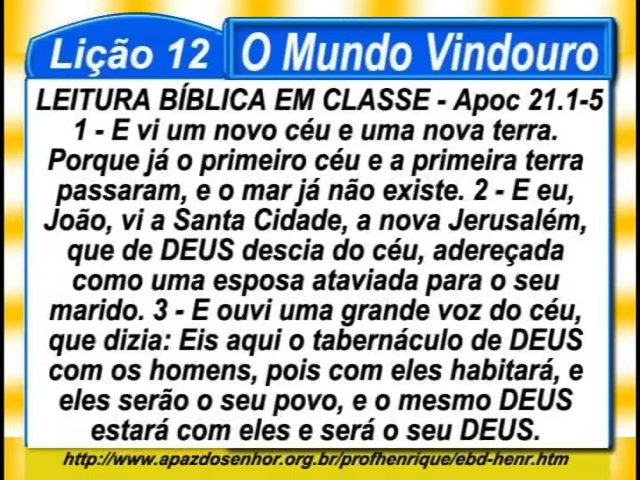 Lição 12
O Mundo Vindouro
LEITURA BÍBLICA EM CLASSE - Apoc 21.1-5
1 - E vi um novo céu e uma nova terra.
Porque já o primeiro céu e a primeira terra
passaram, e o mar já não existe. 2 - E eu,
João, vi a Santa Cidade, a nova Jerusalém,
que de DEUS descia do céu, adereçada
como uma esposa ataviada para o seu
marido. 3 - E ouvi uma grande voz do céu,
que dizia: Eis aqui o tabernáculo de DEUS
com os homens, pois com eles habitará, e
eles serão o seu povo, e o mesmo DEUS
estará com eles e será o seu DEUS.
http://www.apazdosenhor.org.br/profhenrique/ebd-henr.htm